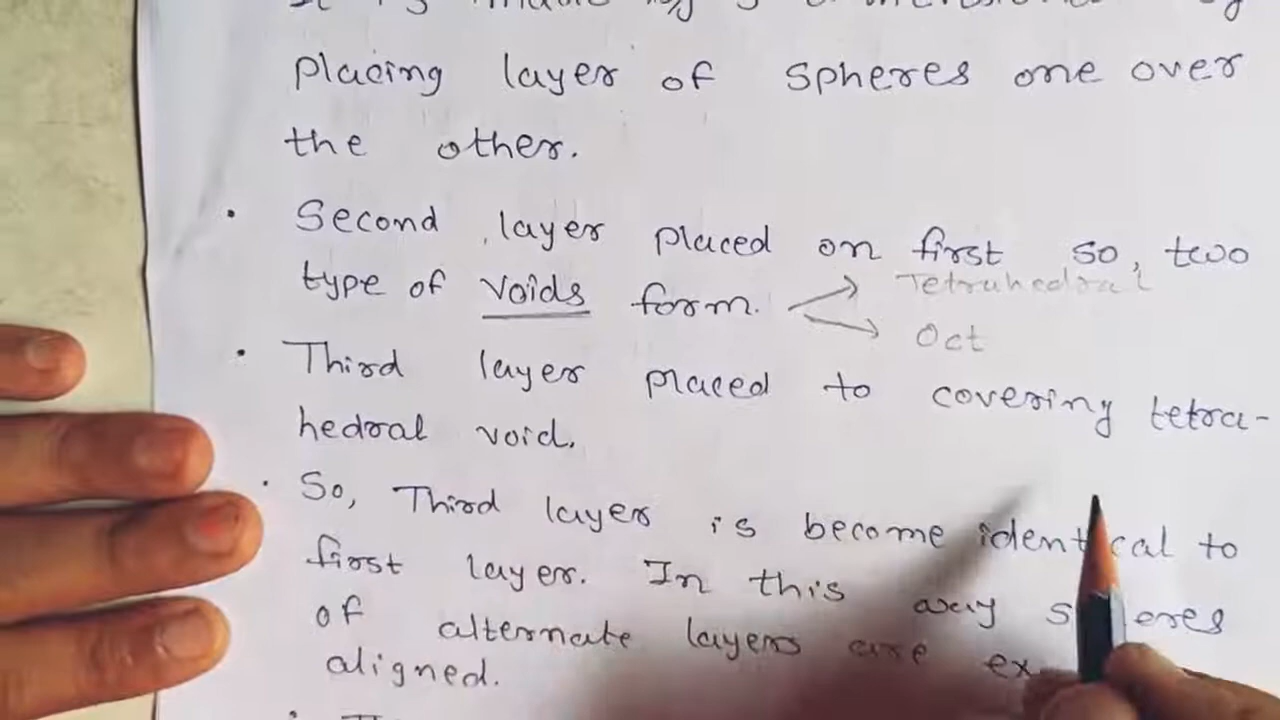 placing layer of spheres one over
the other.
• Second layer placed on first so, two
type of voids form. Tetrahedral
Oct
• Third layer placed to covering tetra-
hedral void.
• So, Third layer is become identical to
first layer. In this way
of alternate layers are
aligned.